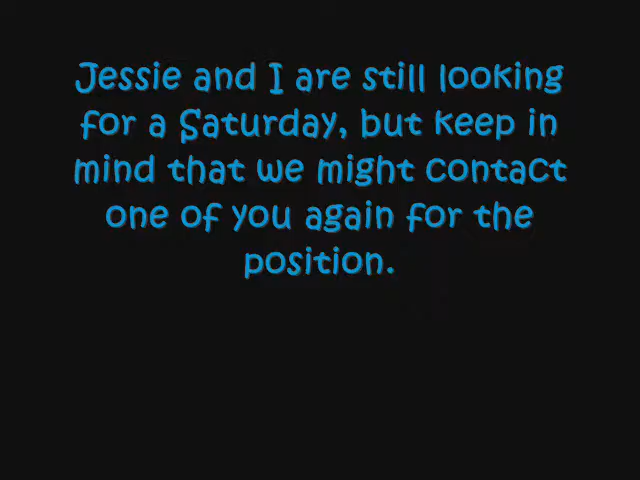 Jessie and I are still looking
for a Saturday, but keep in
mind that we might contact
one of you again for the
position.